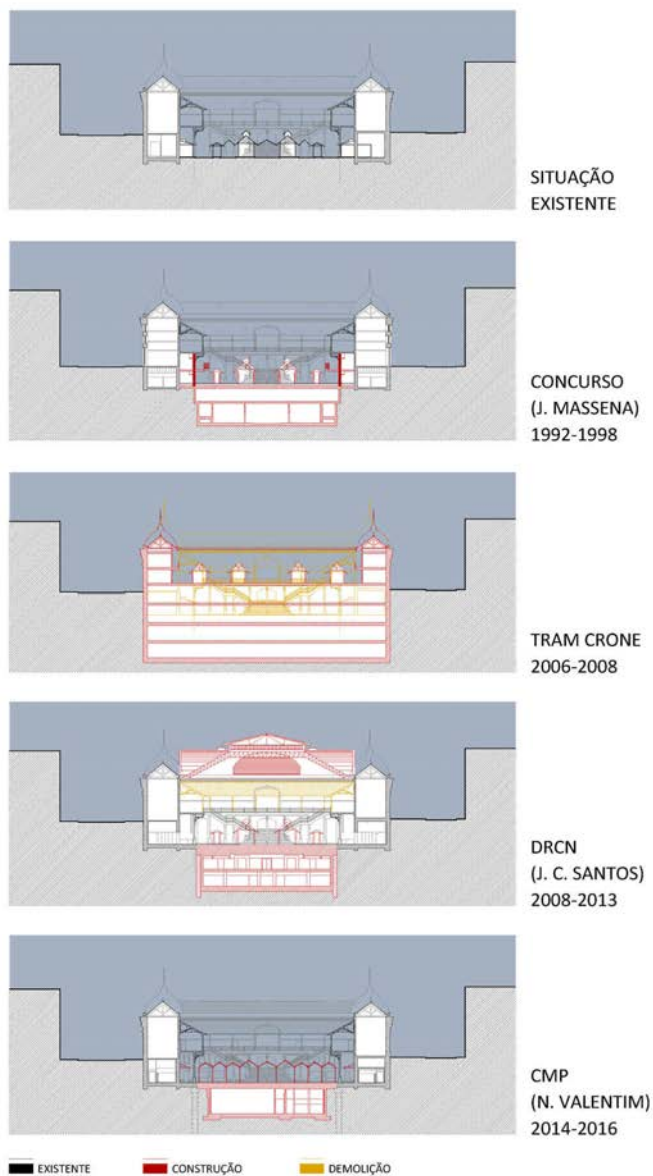 SITUAÇÃO
EXISTENTE
CONCURSO
(J. MASSENA)
1992-1998
TRAM CRONE
2006-2008
DRCN
(J. C. SANTOS)
2008-2013
CMP
(N. VALENTIM)
2014-2016
EXISTENTE CONSTRUÇÃO DEMOLIÇÃO